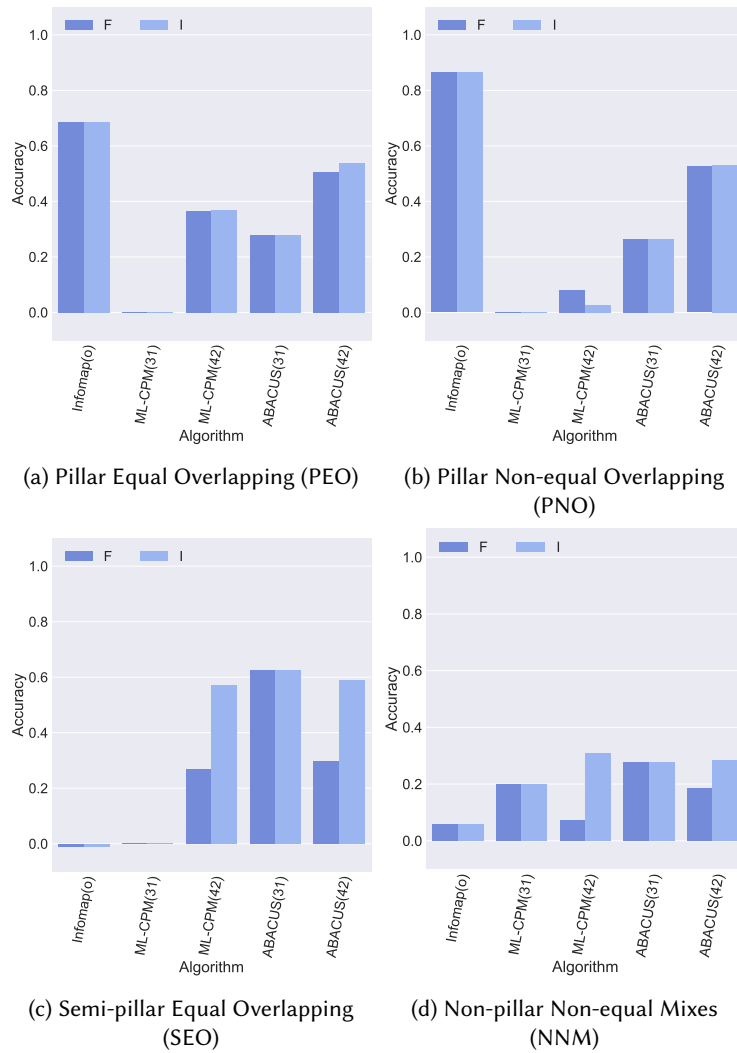 F I
1.0
0.8
0.6
0.4
0.2
0.0
Accuracy
Infomap(o)
ML-CPM(31)
ML-CPM(42)
ABACUS(31)
ABACUS(42)
Algorithm
(a) Pillar Equal Overlapping (PEO)
F I
1.0
0.8
0.6
0.4
0.2
0.0
Accuracy
Infomap(o)
ML-CPM(31)
ML-CPM(42)
ABACUS(31)
ABACUS(42)
Algorithm
(b) Pillar Non-equal Overlapping
(PNO)
F I
1.0
0.8
0.6
0.4
0.2
0.0
Accuracy
Infomap(o)
ML-CPM(31)
ML-CPM(42)
ABACUS(31)
ABACUS(42)
Algorithm
(c) Semi-pillar Equal Overlapping
(SEO)
F I
1.0
0.8
0.6
0.4
0.2
0.0
Accuracy
Infomap(o)
ML-CPM(31)
ML-CPM(42)
ABACUS(31)
ABACUS(42)
Algorithm
(d) Non-pillar Non-equal Mixes
(NNM)